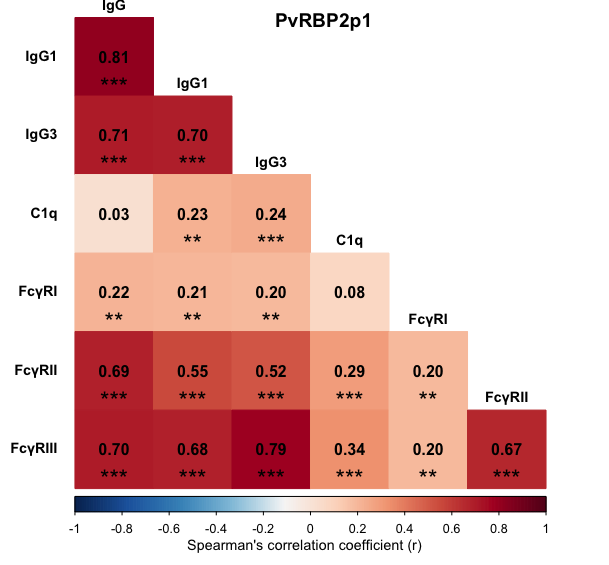 IgG
PvRBP2p1
IgG1 0.81
***
IgG1
IgG3 0.71 0.70
*** ***
IgG3
C1q 0.03 0.23 0.24
** ***
C1q
FcγRI 0.22 0.21 0.20 0.08
** ** **
FcγRI
FcγRII 0.69 0.55 0.52 0.29 0.20
*** *** *** *** **
FcγRII
FcγRIII 0.70 0.68 0.79 0.34 0.20 0.67
*** *** *** *** ** ***
-1 -0.8 -0.6 -0.4 -0.2 0 0.2 0.4 0.6 0.8 1
Spearman's correlation coefficient (r)